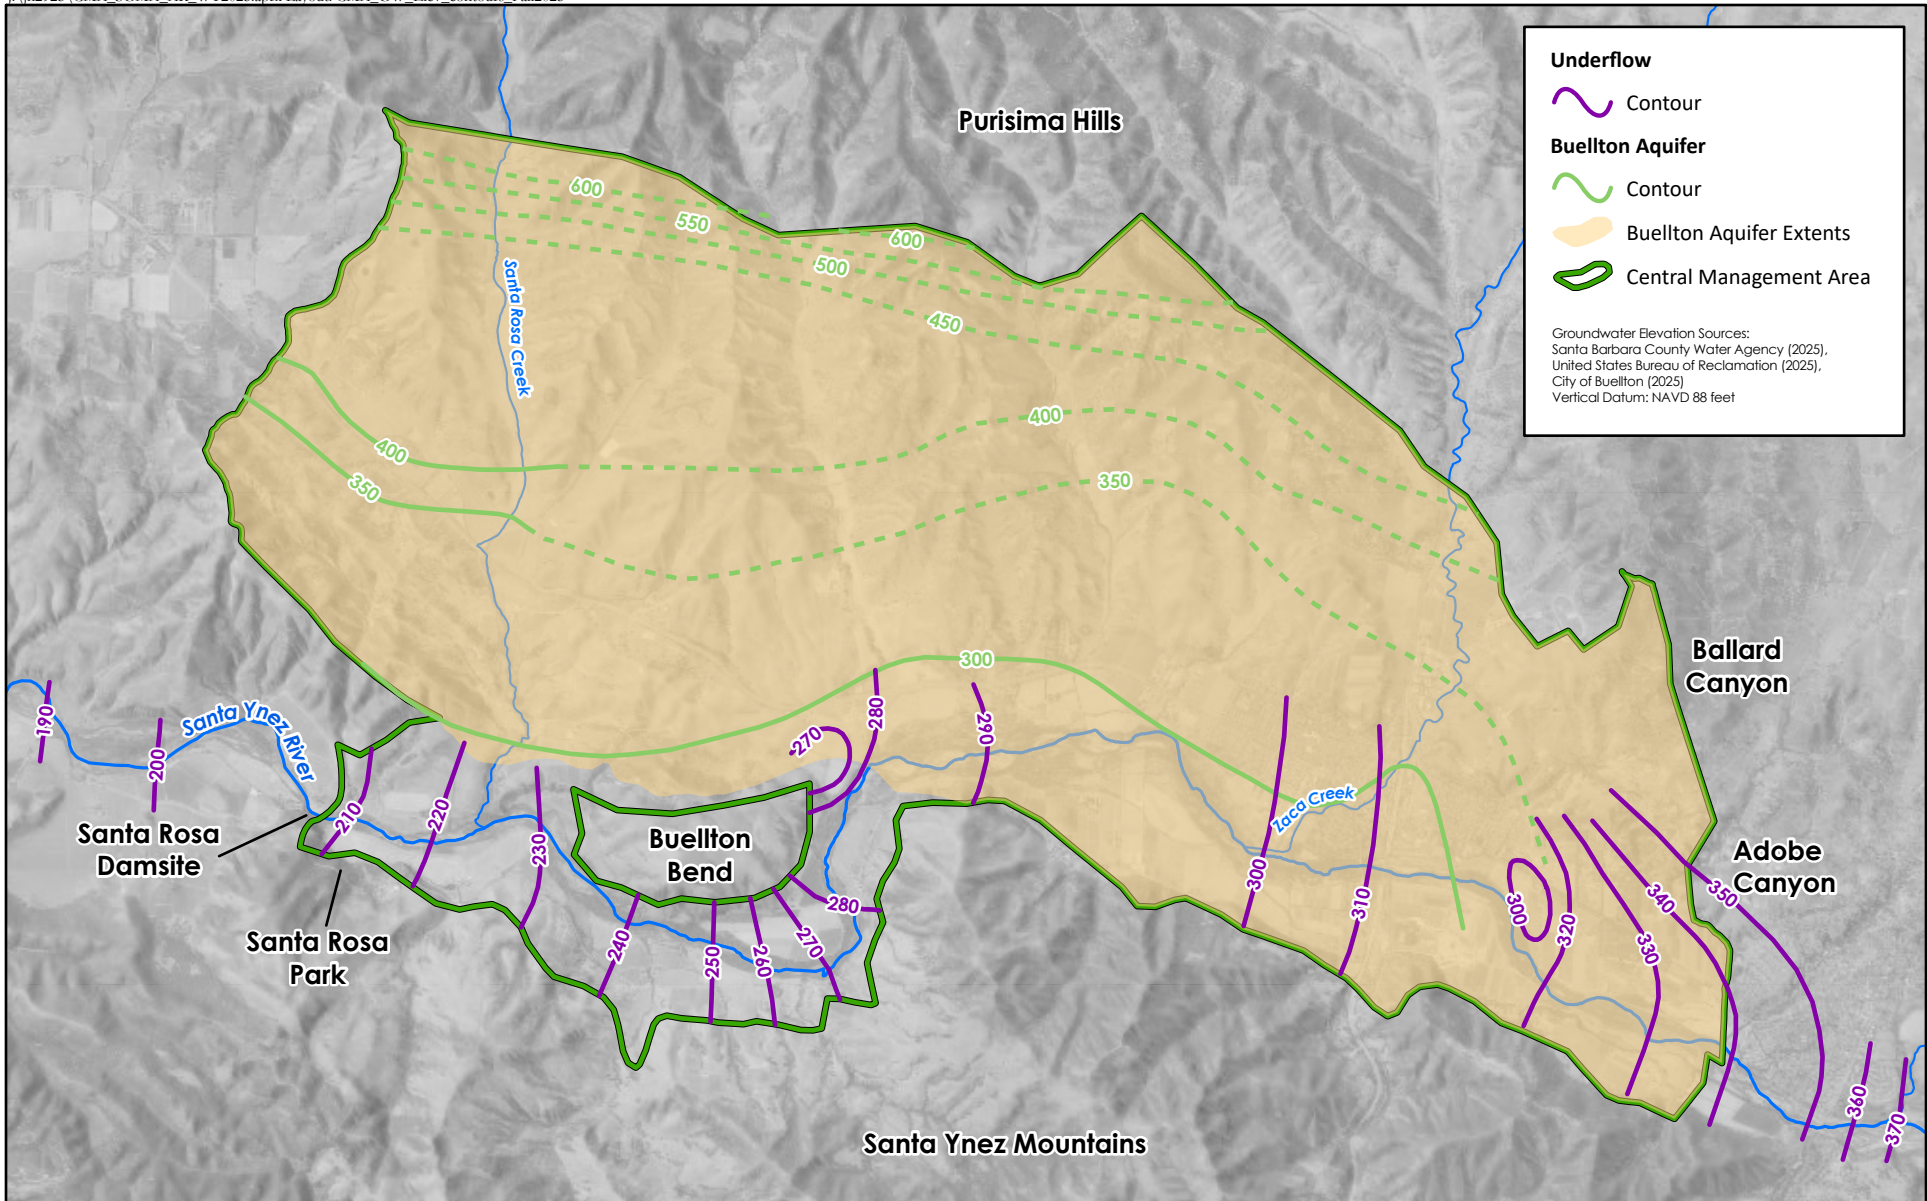 Purisima Hills
Underflow
Contour
Buellton Aquifer
Contour
Buellton Aquifer Extents
Central Management Area
Groundwater Elevation Sources:
Santa Barbara County Water Agency (2025),
United States Bureau of Reclamation (2025),
City of Buellton (2025)
Vertical Datum: NAVD 88 feet
600
550
600
500
450
Santa Rosa Creek
400
400
350
350
300
Ballard
Canyon
190
200
Santa Ynez River
210
220
230
270
280
290
Zaca Creek
300
310
Santa Rosa
Damsite
Buellton
Bend
Adobe
Canyon
280
300
320
330
340
350
Santa Rosa
Park
240
250
260
270
360
370
Santa Ynez Mountains